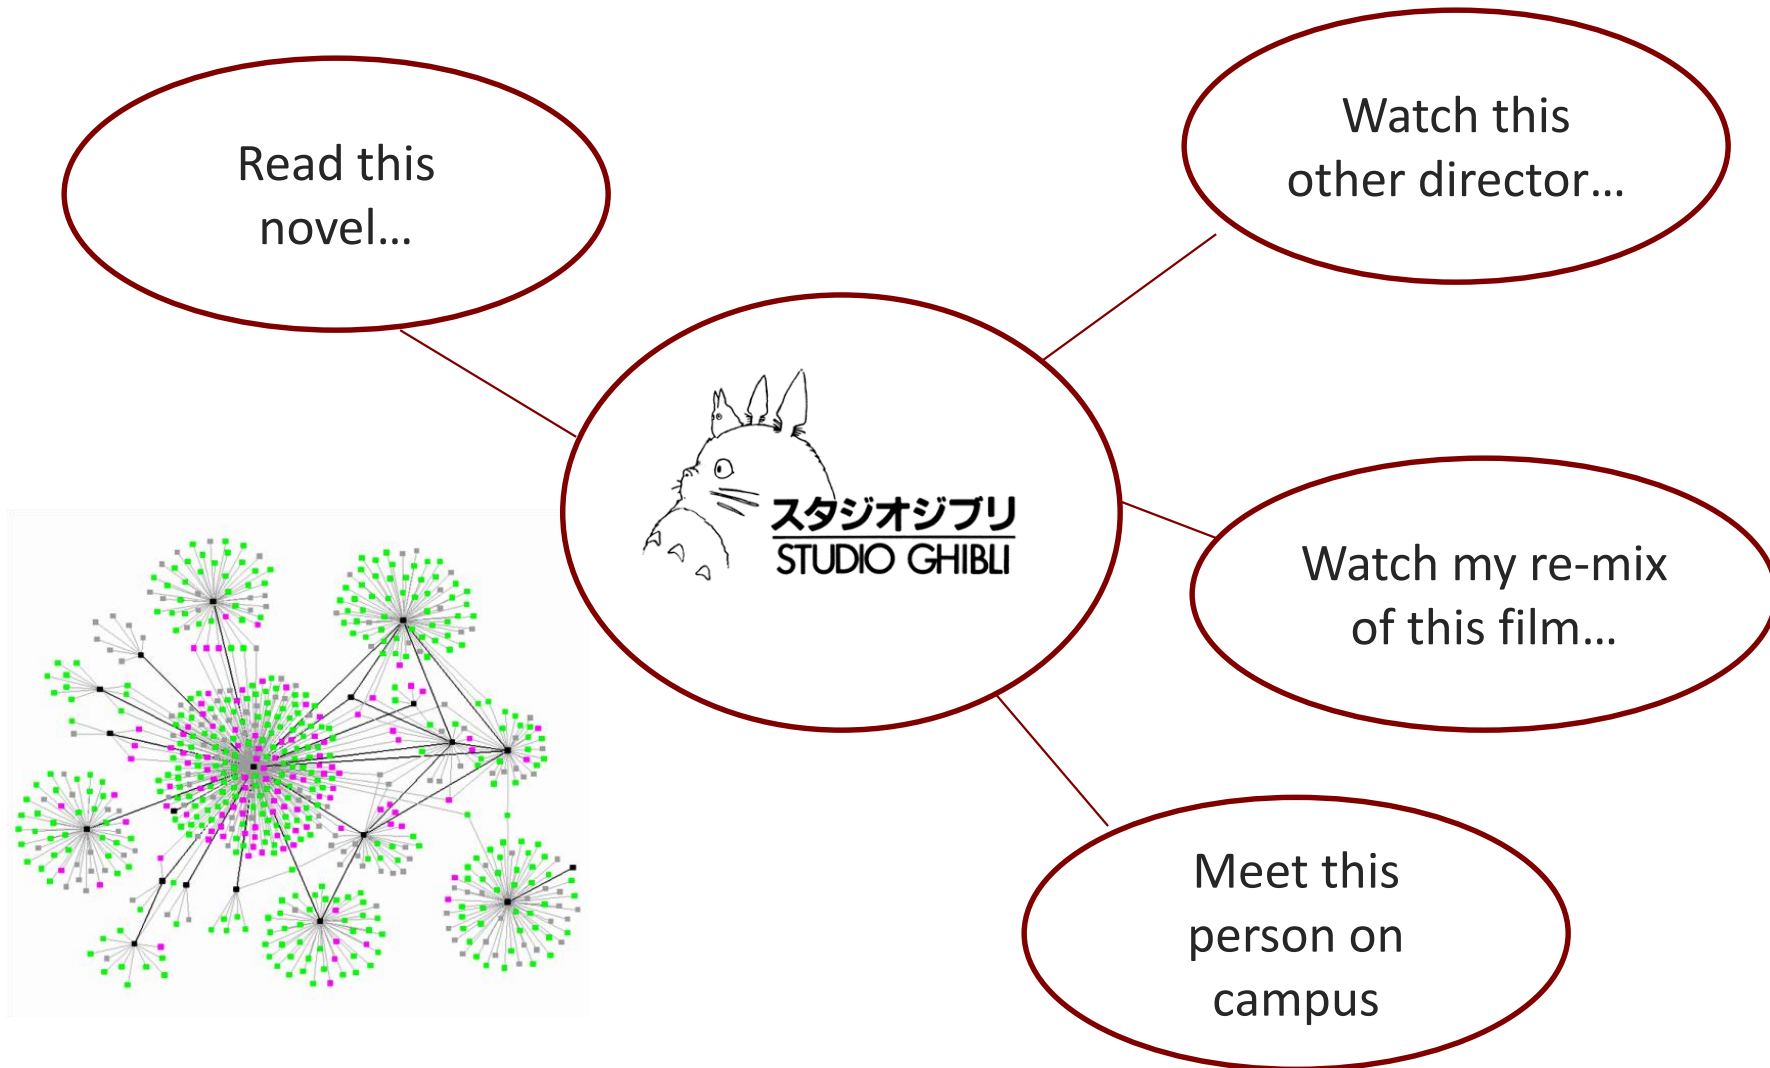 Read this
novel…
Watch this
other director…
スタジオジブリ
STUDIO GHIBLI
Watch my re-mix
of this film…
Meet this
person on
campus